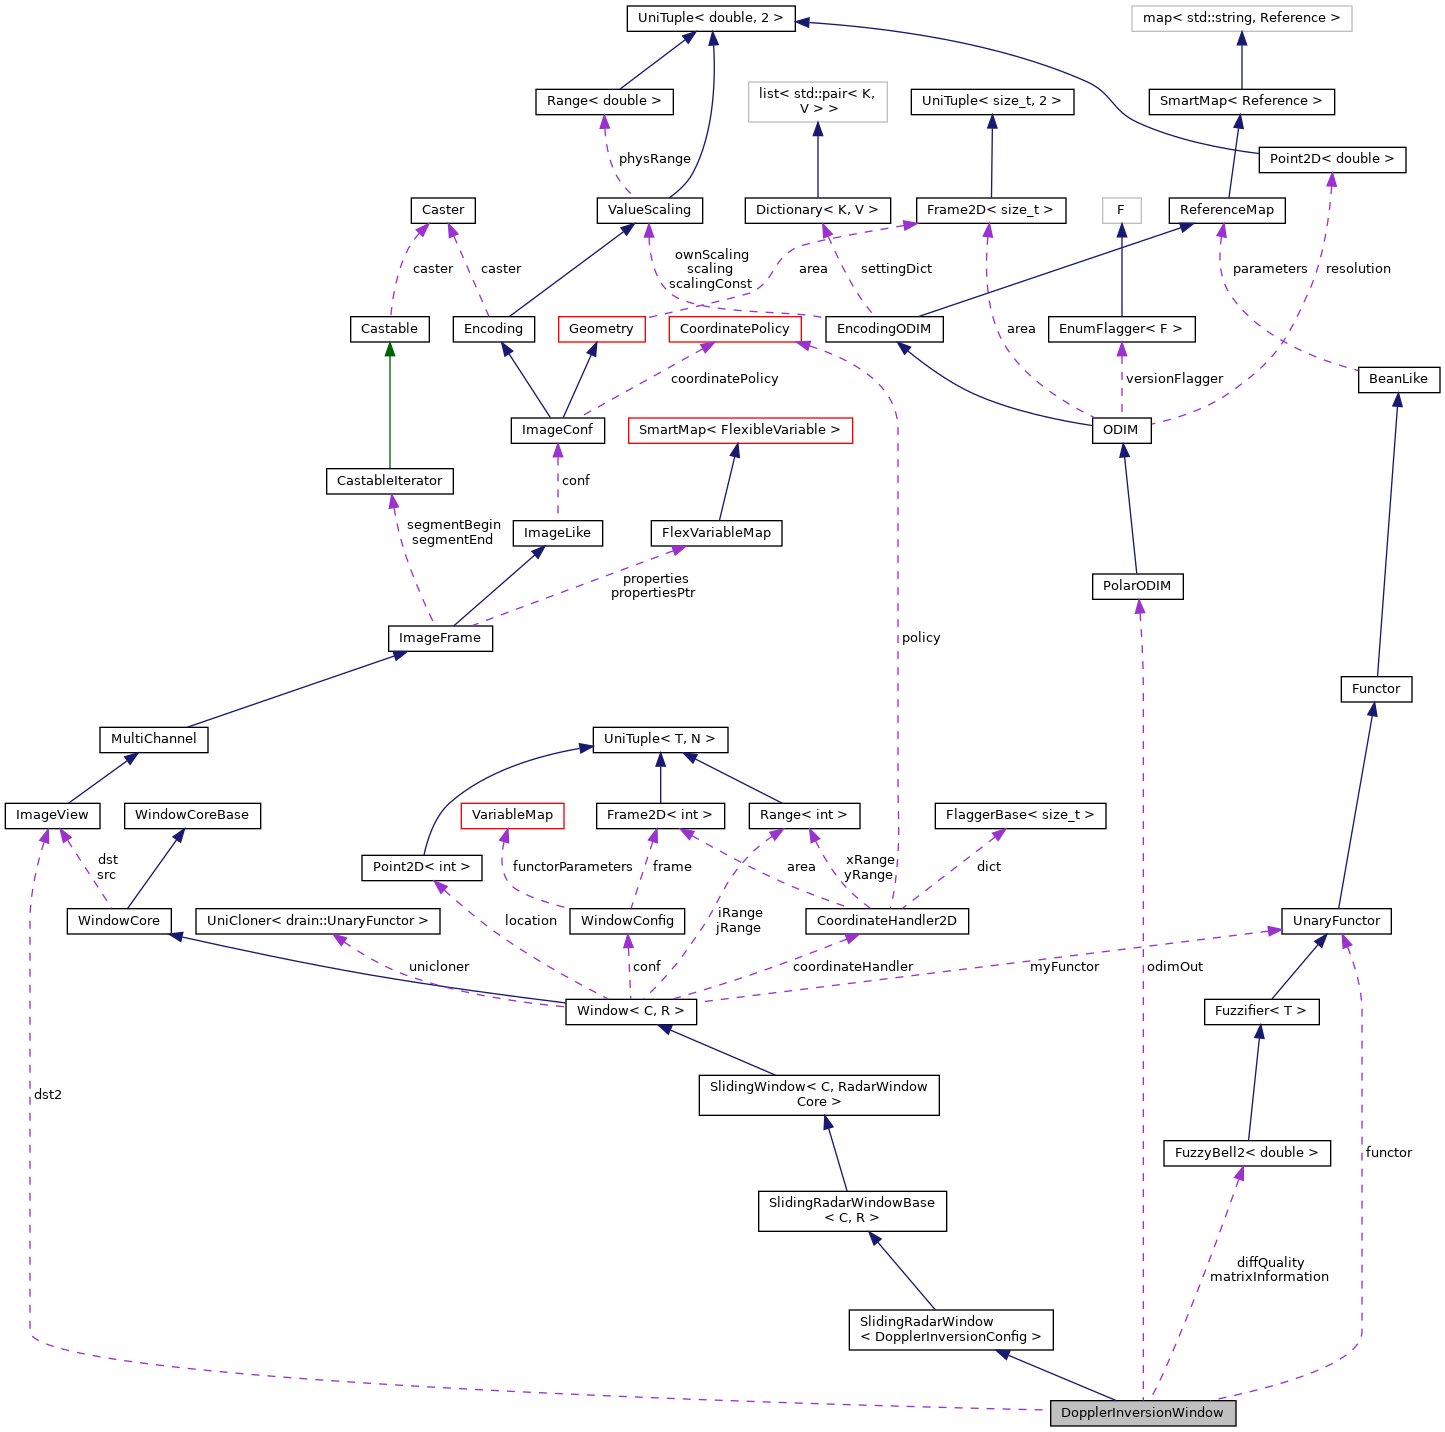 UniTuple< double, 2 >
map< std::string, Reference >
Range< double >
list< std::pair< K,
V > >
UniTuple< size_t, 2 >
SmartMap< Reference >
physRange
Point2D< double >
Caster
ValueScaling
Dictionary< K, V >
Frame2D< size_t >
F
ReferenceMap
caster
caster
ownScaling
scaling
scalingConst
area
settingDict
parameters
resolution
Castable
Encoding
Geometry
CoordinatePolicy
EncodingODIM
area
EnumFlagger< F >
coordinatePolicy
versionFlagger
BeanLike
ImageConf
SmartMap< FlexibleVariable >
ODIM
CastableIterator
conf
segmentBegin
segmentEnd
ImageLike
FlexVariableMap
properties
propertiesPtr
PolarODIM
ImageFrame
policy
Functor
MultiChannel
UniTuple< T, N >
ImageView
WindowCoreBase
VariableMap
Frame2D< int >
Range< int >
FlaggerBase< size_t >
dst
src
Point2D< int >
functorParameters
frame
area
xRange
yRange
dict
WindowCore
UniCloner< drain::UnaryFunctor >
location
WindowConfig
iRange
jRange
CoordinateHandler2D
UnaryFunctor
unicloner
conf
coordinateHandler
myFunctor
odimOut
Window< C, R >
Fuzzifier< T >
dst2
SlidingWindow< C, RadarWindow
Core >
FuzzyBell2< double >
functor
SlidingRadarWindowBase
< C, R >
diffQuality
matrixInformation
SlidingRadarWindow
< DopplerInversionConfig >
DopplerInversionWindow